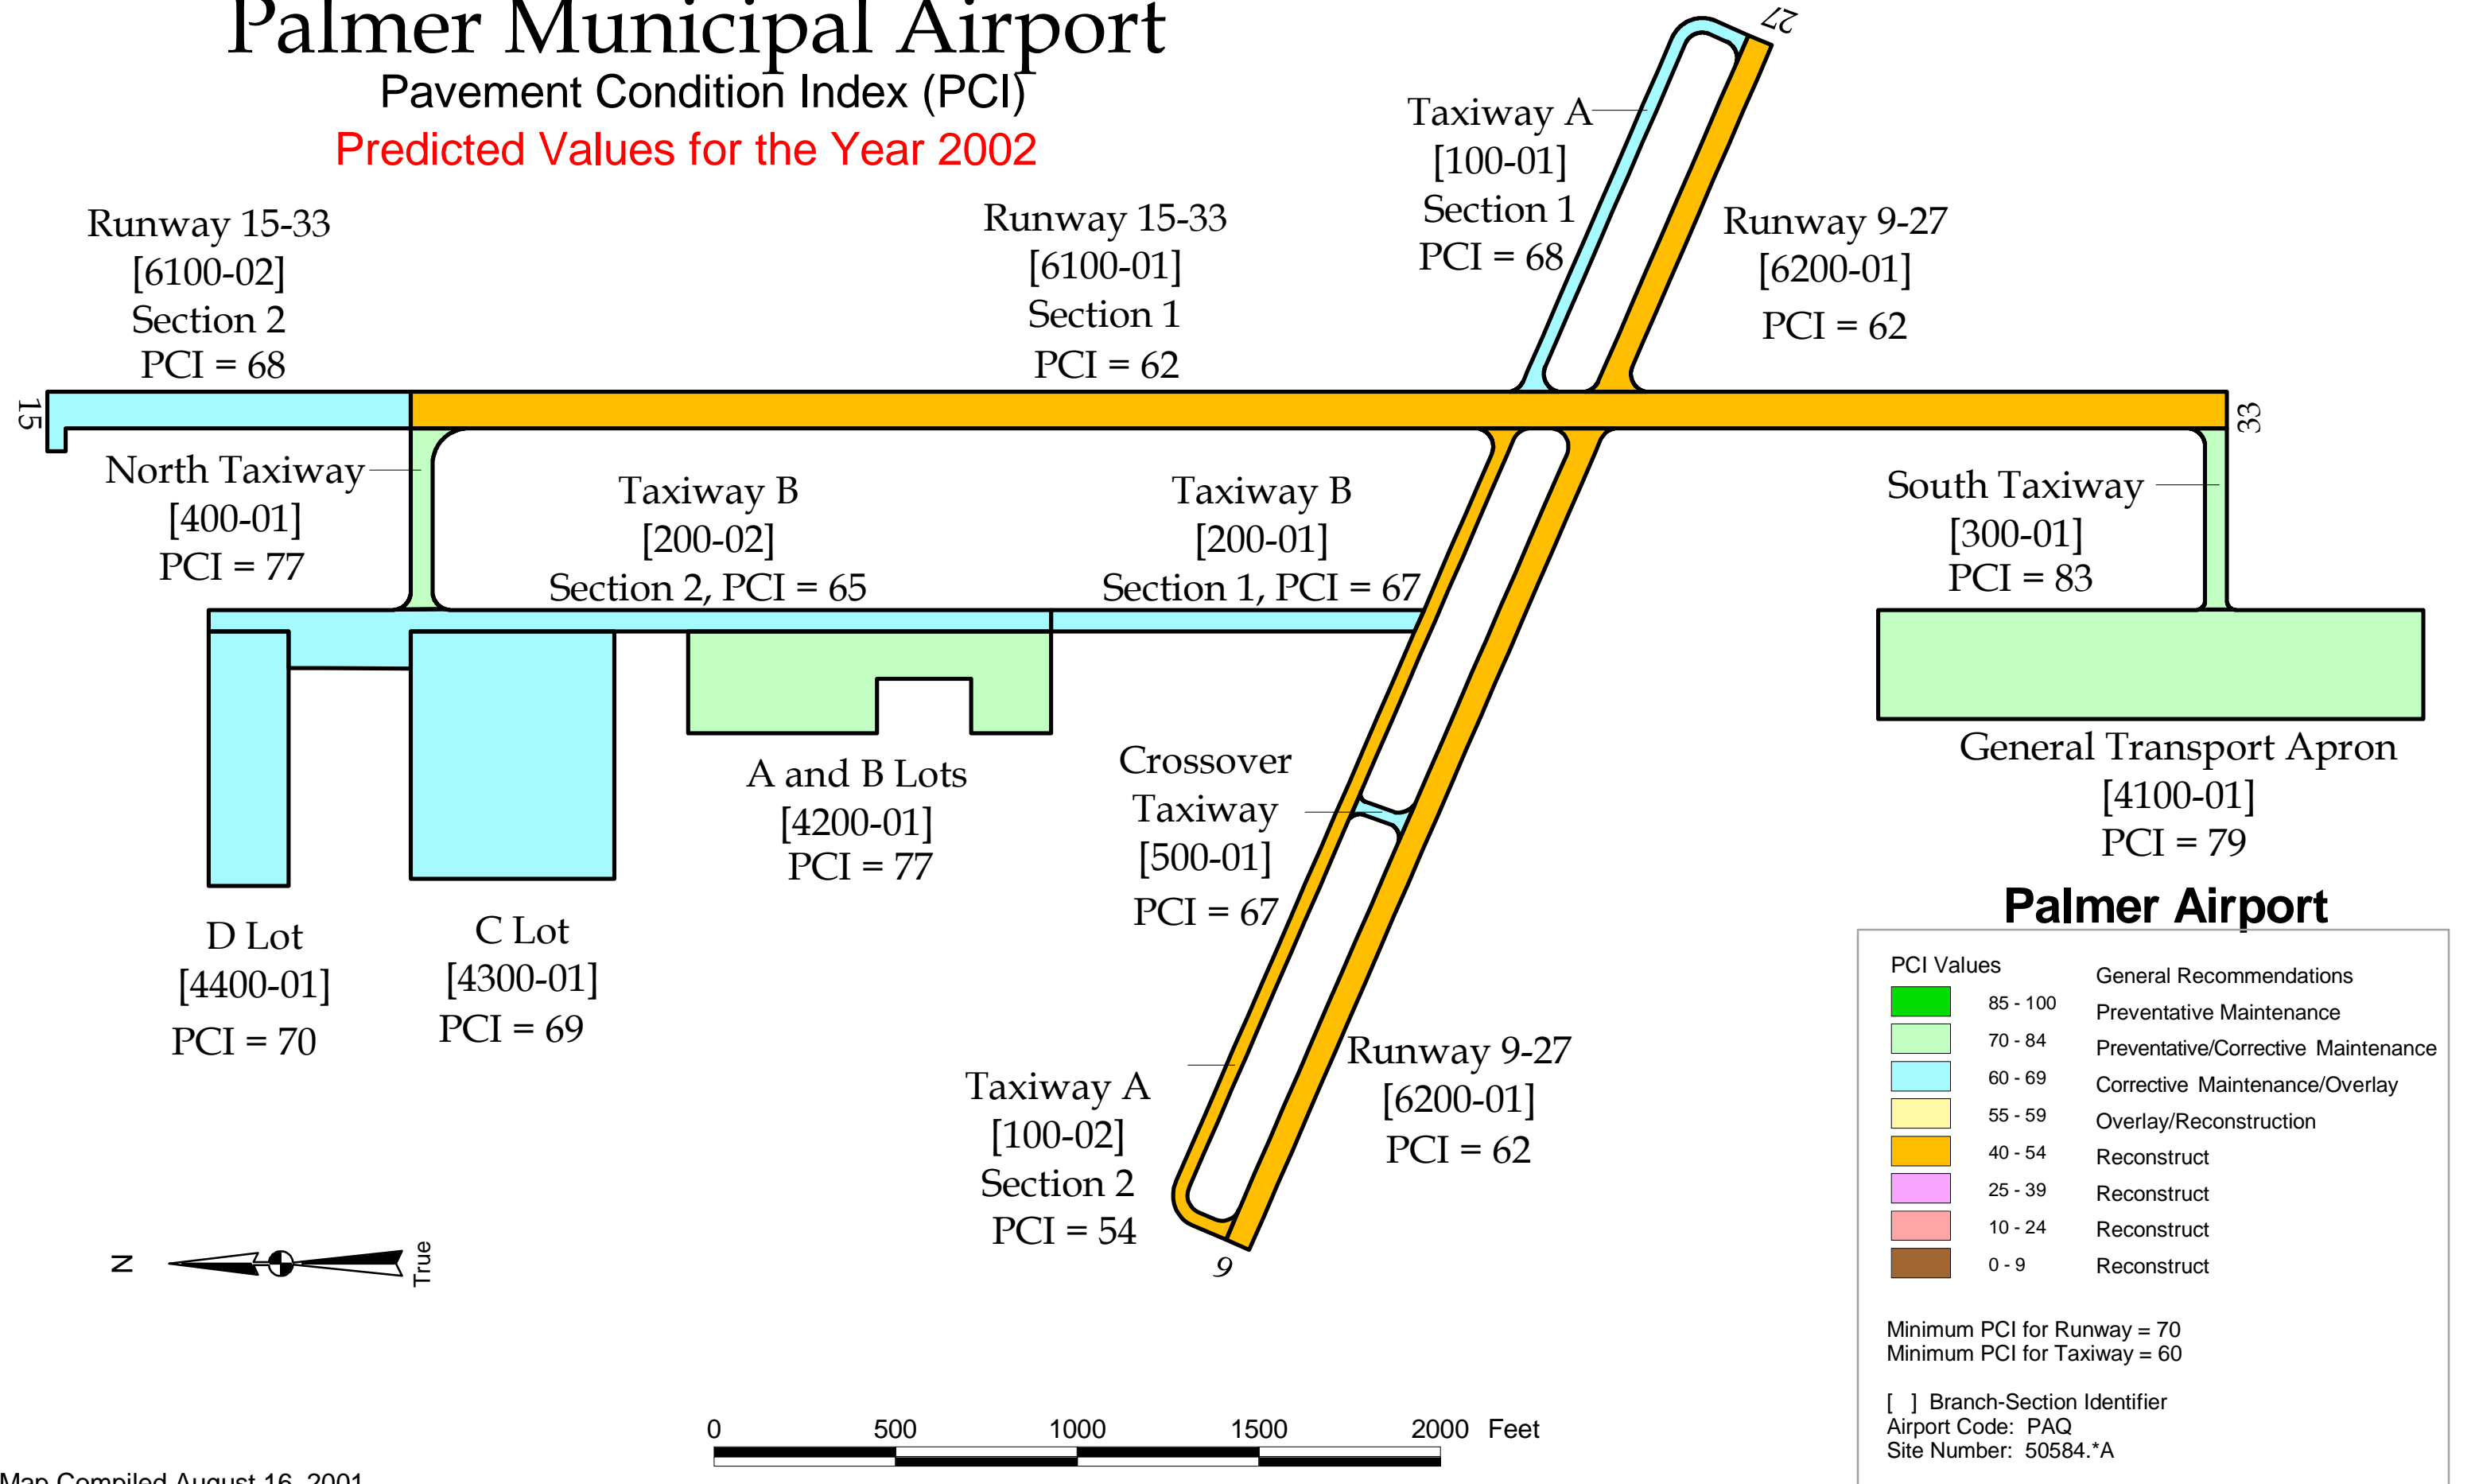 Palmer Municipal Airport
Pavement Condition Index (PCI)
Predicted Values for the Year 2002
27
Taxiway A
[100-01]
Section 1
PCI = 68
Runway 15-33
[6100-02]
Section 2
PCI = 68
Runway 15-33
[6100-01]
Section 1
PCI = 62
Runway 9-27
[6200-01]
PCI = 62
15
33
North Taxiway
[400-01]
PCI = 77
Taxiway B
[200-02]
Section 2, PCI = 65
Taxiway B
[200-01]
Section 1, PCI = 67
South Taxiway
[300-01]
PCI = 83
A and B Lots
[4200-01]
PCI = 77
Crossover
Taxiway
[500-01]
PCI = 67
General Transport Apron
[4100-01]
PCI = 79
D Lot
[4400-01]
PCI = 70
C Lot
[4300-01]
PCI = 69
Taxiway A
[100-02]
Section 2
PCI = 54
Runway 9-27
[6200-01]
PCI = 62
9
N
True
Palmer Airport
PCI Values General Recommendations
85 - 100 Preventative Maintenance
70 - 84 Preventative/Corrective Maintenance
60 - 69 Corrective Maintenance/Overlay
55 - 59 Overlay/Reconstruction
40 - 54 Reconstruct
25 - 39 Reconstruct
10 - 24 Reconstruct
0 - 9 Reconstruct
Minimum PCI for Runway = 70
Minimum PCI for Taxiway = 60
[ ] Branch-Section Identifier
Airport Code: PAQ
Site Number: 50584.*A
0 500 1000 1500 2000 Feet
Map Compiled August 16, 2001